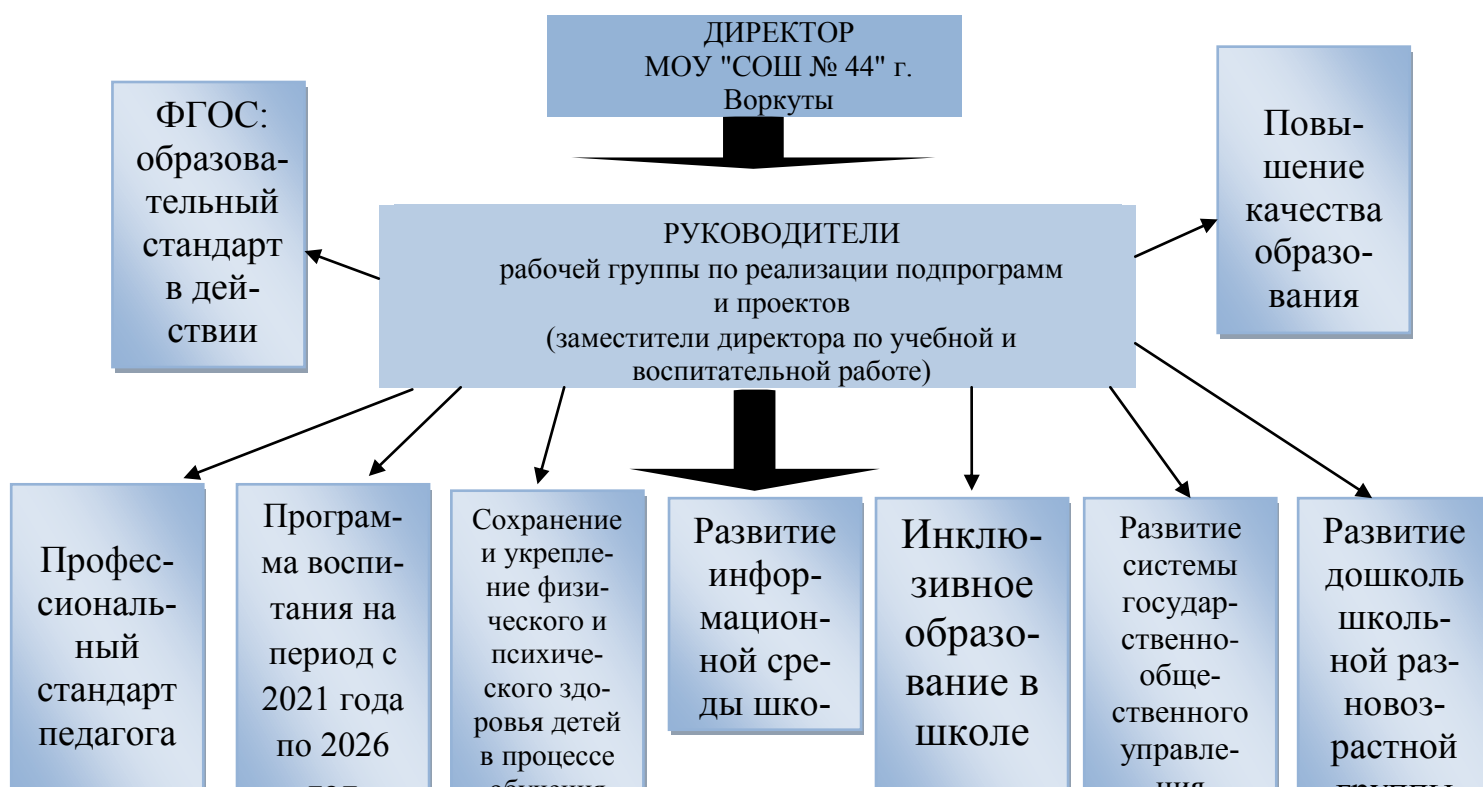 ДИРЕКТОР
МОУ "СОШ № 44" г.
Воркуты
ФГОС:
образова-
тельный
стандарт
в дей-
ствии
Повы-
шение
качества
образо-
вания
РУКОВОДИТЕЛИ
рабочей группы по реализации подпрограмм
и проектов
(заместители директора по учебной и
воспитательной работе)
Профес-
сиональ-
ный
стандарт
педагога
Програм-
ма воспи-
тания на
период с
2021 года
по 2026
Сохранение
и укрепле-
ние физи-
ческого и
психиче-
ского здо-
ровья детей
в процессе
обучения
Развитие
инфор-
мацион-
ной сре-
ды шко-
Инклю-
зивное
образо-
вание в
школе
Развитие
системы
государ-
ственно-
обще-
ственного
управле-
ния
Развитие
дошколь
школь-
ной раз-
новоз-
растной
группы